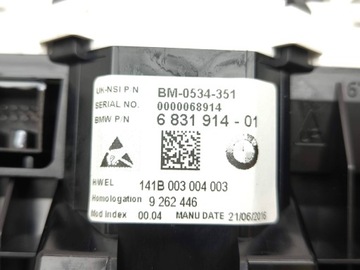 UK-NSI P/N BM-0534-351
SERIAL NO. 0000068914
BMW P/N 6 831 914 - 01
HWEL 141B 003 004 003
Homologation 9 262 446
Mod Index 00.04 MANU DATE 21/06/2016